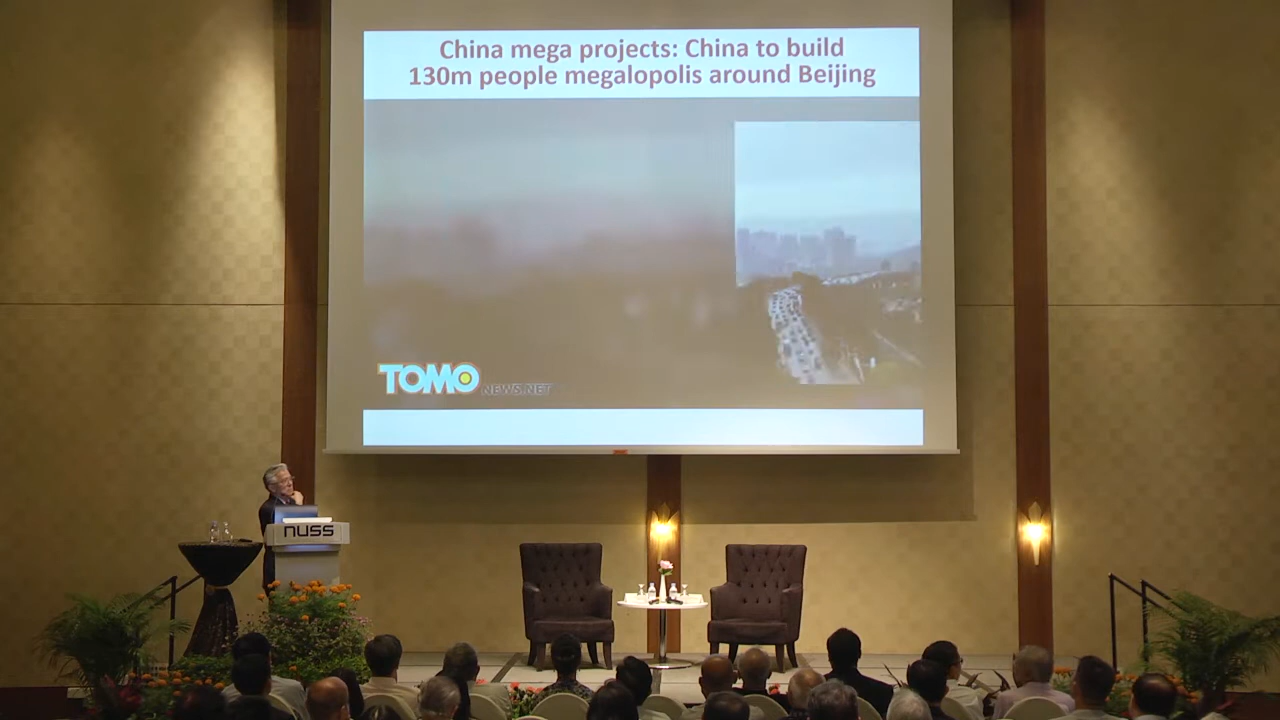 China mega projects: China to build
130m people megalopolis around Beijing
TOMO NEWS.NET
nuss